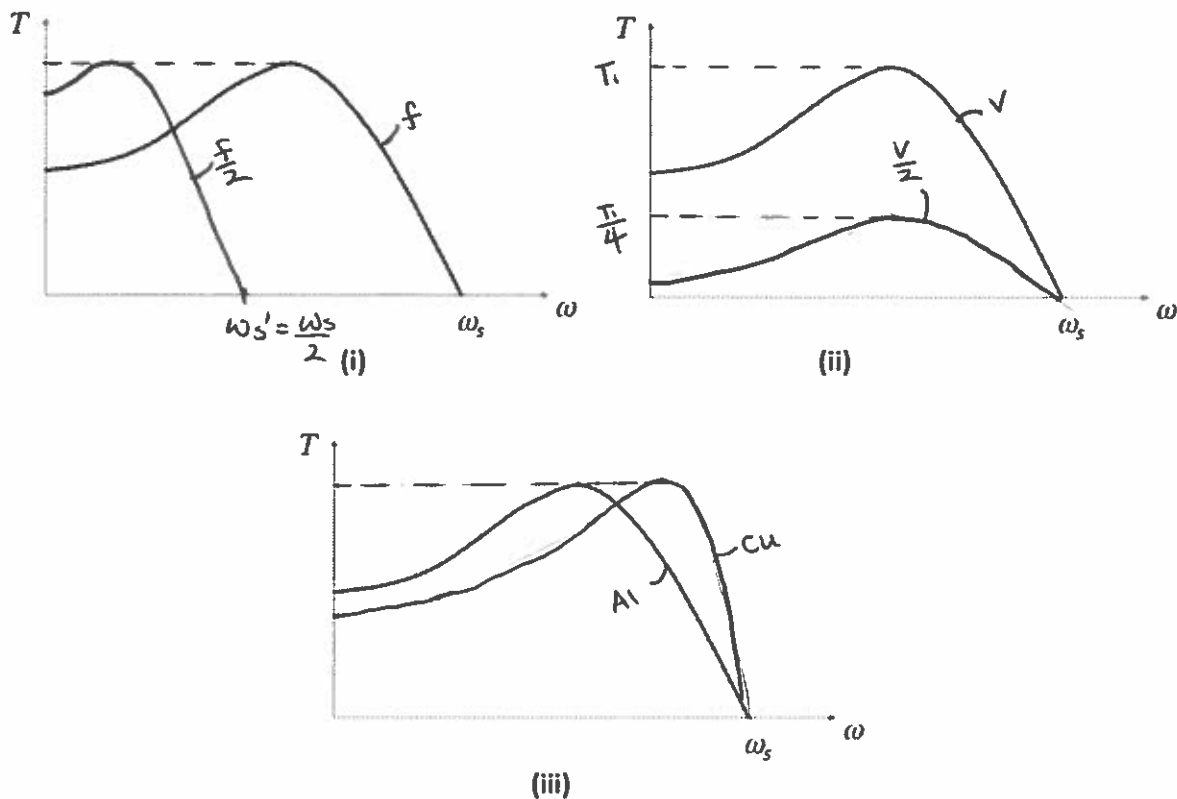 T
f/2
f
ωs' = ωs/2
ωs
ω
(i)
T
T₁
V
V/2
T₁/4
ωs
ω
(ii)
T
Cu
Al
ωs
ω
(iii)